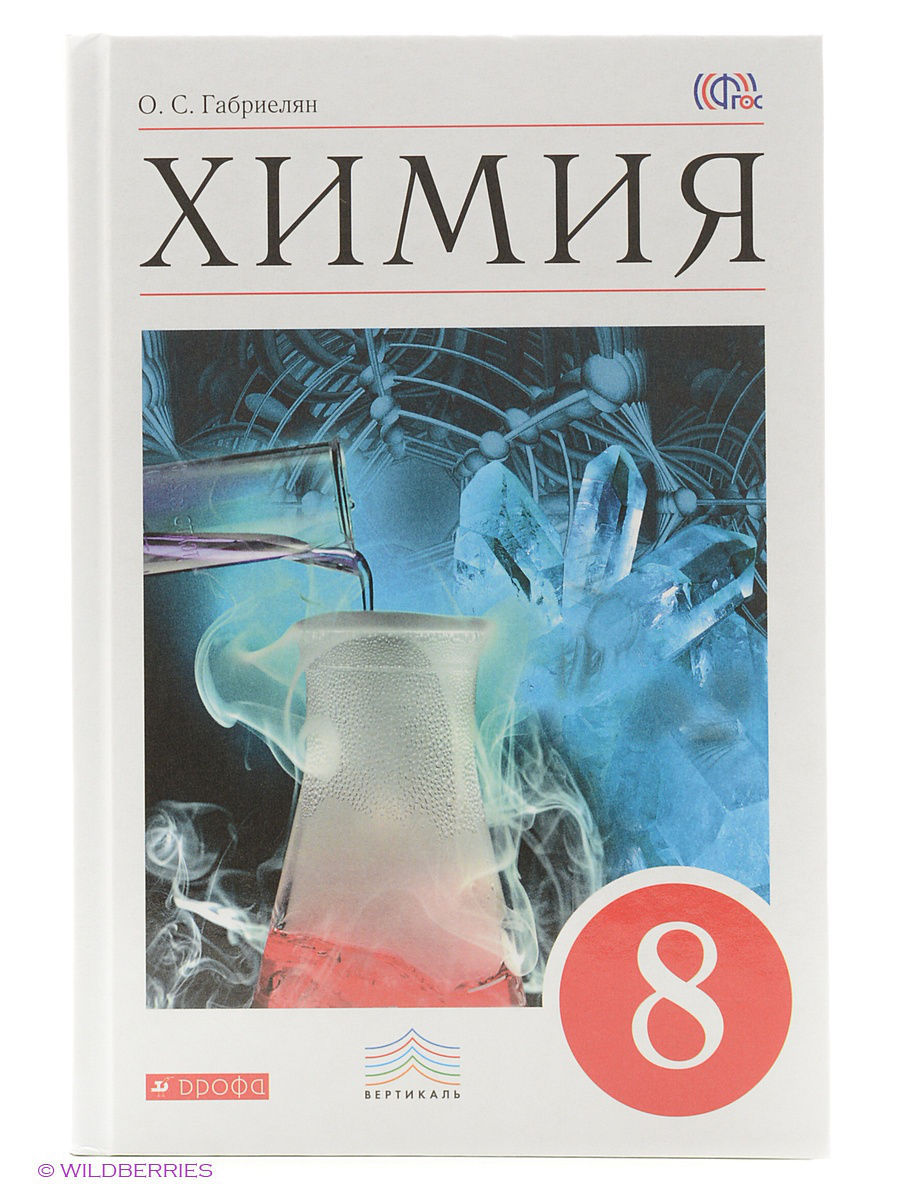 О. С. Габриелян
ФГОС
ХИМИЯ
8
дрофа
ВЕРТИКАЛЬ
© WILDBERRIES